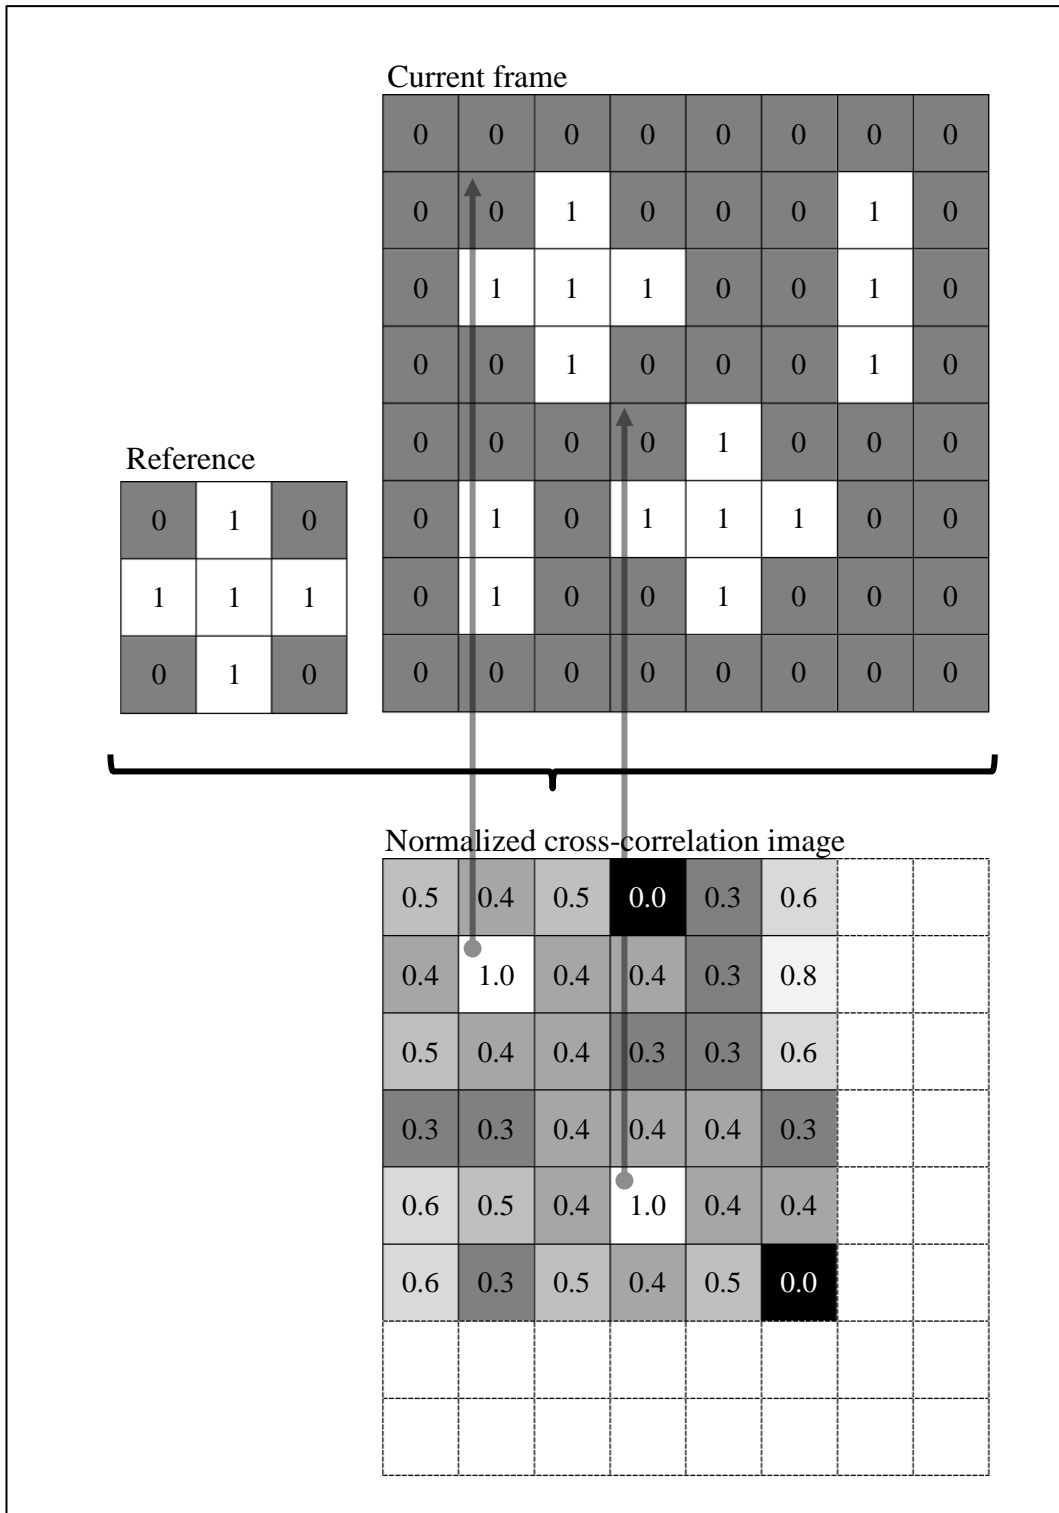 Current frame
0 0 0 0 0 0 0 0
0 0 1 0 0 0 1 0
0 1 1 1 0 0 1 0
0 0 1 0 0 0 1 0
0 0 0 0 1 0 0 0
0 1 0 1 1 1 0 0
0 1 0 0 1 0 0 0
0 0 0 0 0 0 0 0
Reference
0 1 0
1 1 1
0 1 0
Normalized cross-correlation image
0.5 0.4 0.5 0.0 0.3 0.6
0.4 1.0 0.4 0.4 0.3 0.8
0.5 0.4 0.4 0.3 0.3 0.6
0.3 0.3 0.4 0.4 0.4 0.3
0.6 0.5 0.4 1.0 0.4 0.4
0.6 0.3 0.5 0.4 0.5 0.0